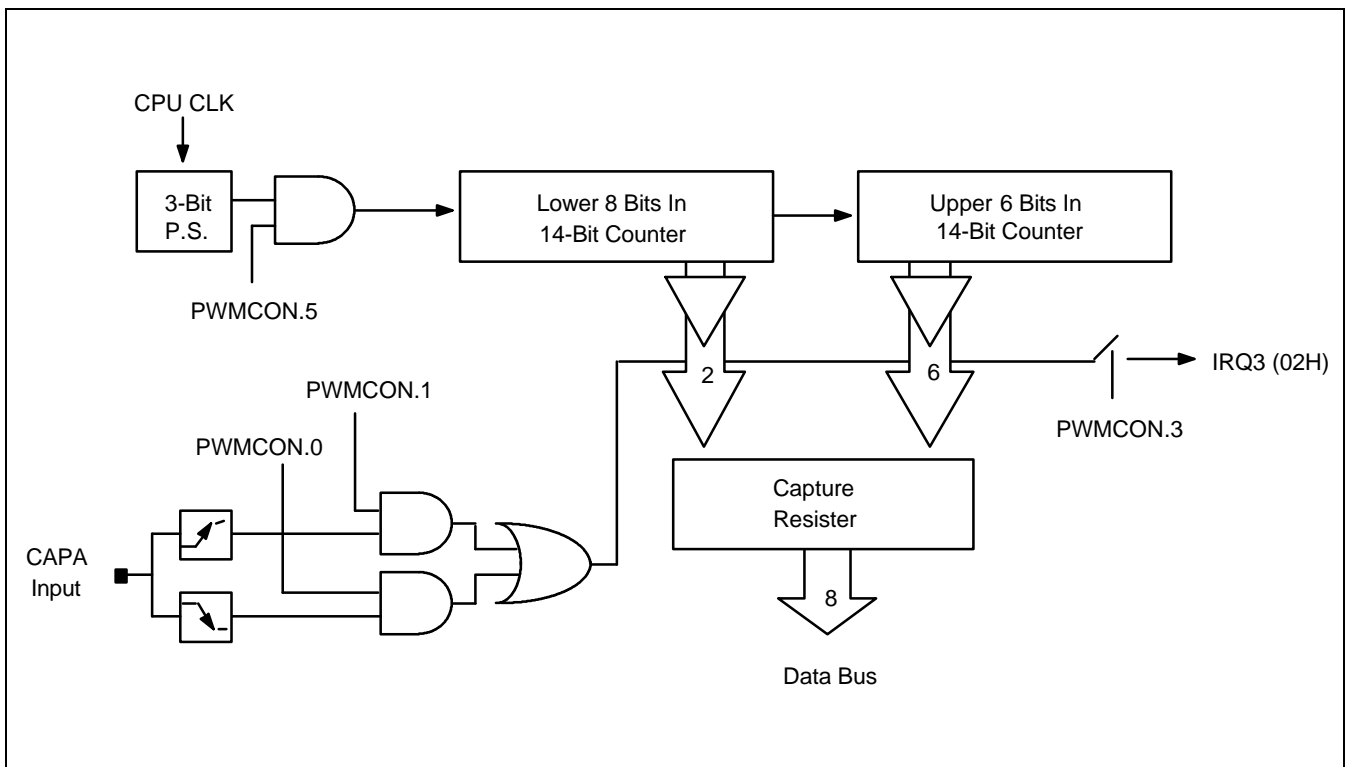 CPU CLK
3-Bit
P.S.
Lower 8 Bits In
14-Bit Counter
Upper 6 Bits In
14-Bit Counter
PWMCON.5
2
6
IRQ3 (02H)
PWMCON.1
PWMCON.3
PWMCON.0
Capture
Resister
CAPA
Input
8
Data Bus